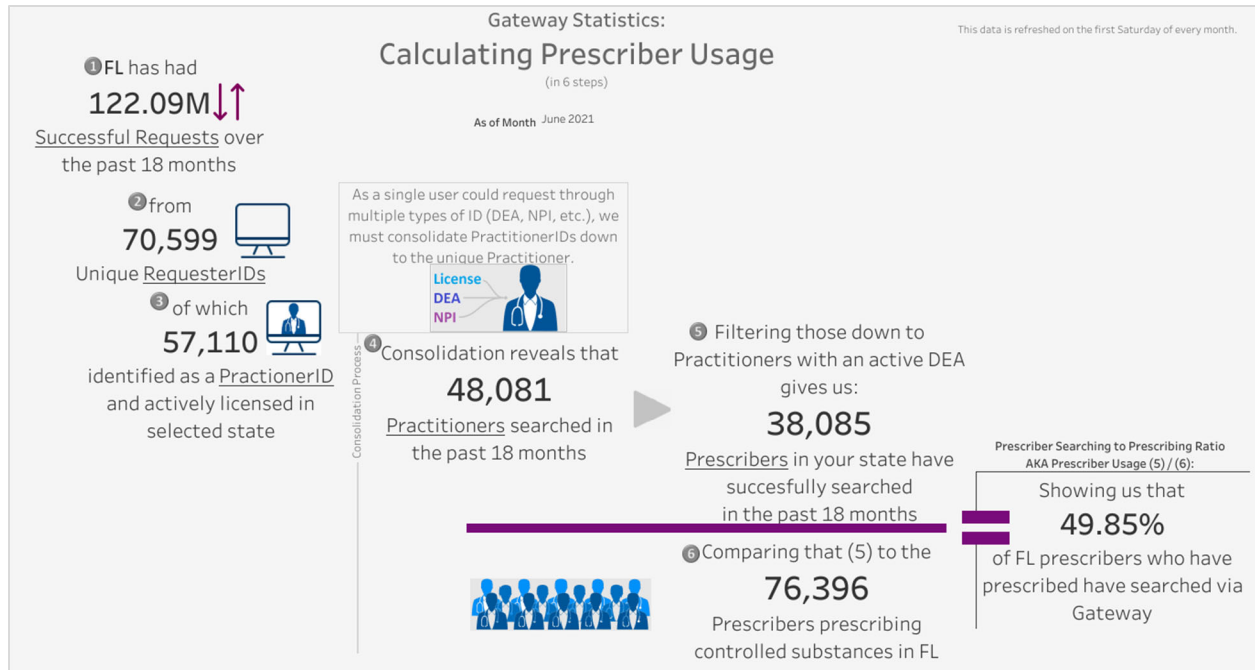 Gateway Statistics:
Calculating Prescriber Usage
(in 6 steps)
As of Month June 2021
This data is refreshed on the first Saturday of every month.
1 FL has had
122.09M
Successful Requests over
the past 18 months
2 from
70,599
Unique RequesterIDs
3 of which
57,110
identified as a PractionerID
and actively licensed in
selected state
As a single user could request through
multiple types of ID (DEA, NPI, etc.), we
must consolidate PractitionerIDs down
to the unique Practitioner.
License
DEA
NPI
Consolidation Process
4 Consolidation reveals that
48,081
Practitioners searched in
the past 18 months
5 Filtering those down to
Practitioners with an active DEA
gives us:
38,085
Prescribers in your state have
succesfully searched
in the past 18 months
6 Comparing that (5) to the
76,396
Prescribers prescribing
controlled substances in FL
Prescriber Searching to Prescribing Ratio
AKA Prescriber Usage (5) / (6):
Showing us that
49.85%
of FL prescribers who have
prescribed have searched via
Gateway